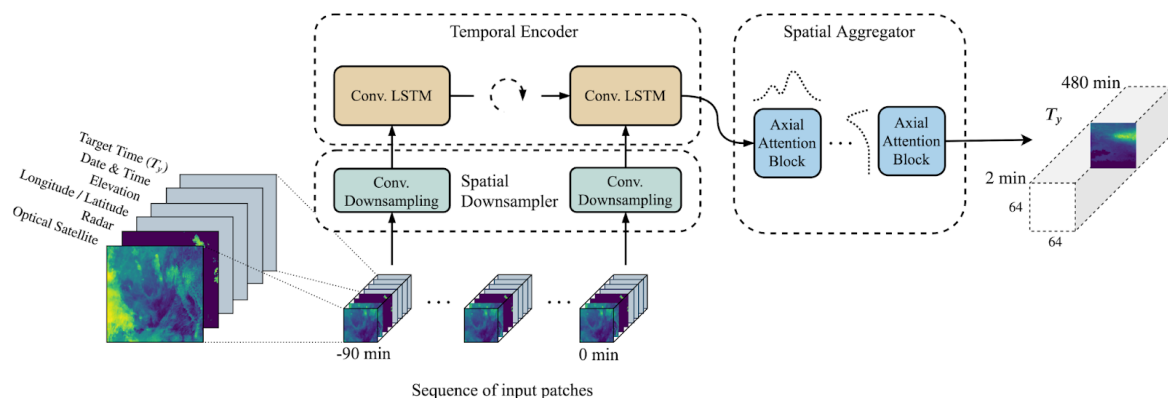 Temporal Encoder
Spatial Aggregator
Conv. LSTM
Conv. LSTM
Axial
Attention
Block
Axial
Attention
Block
480 min
T_y
2 min
64
64
Conv.
Downsampling
Spatial
Downsampler
Conv.
Downsampling
Target Time (T_y)
Date & Time
Elevation
Longitude / Latitude
Radar
Optical Satellite
-90 min
0 min
Sequence of input patches